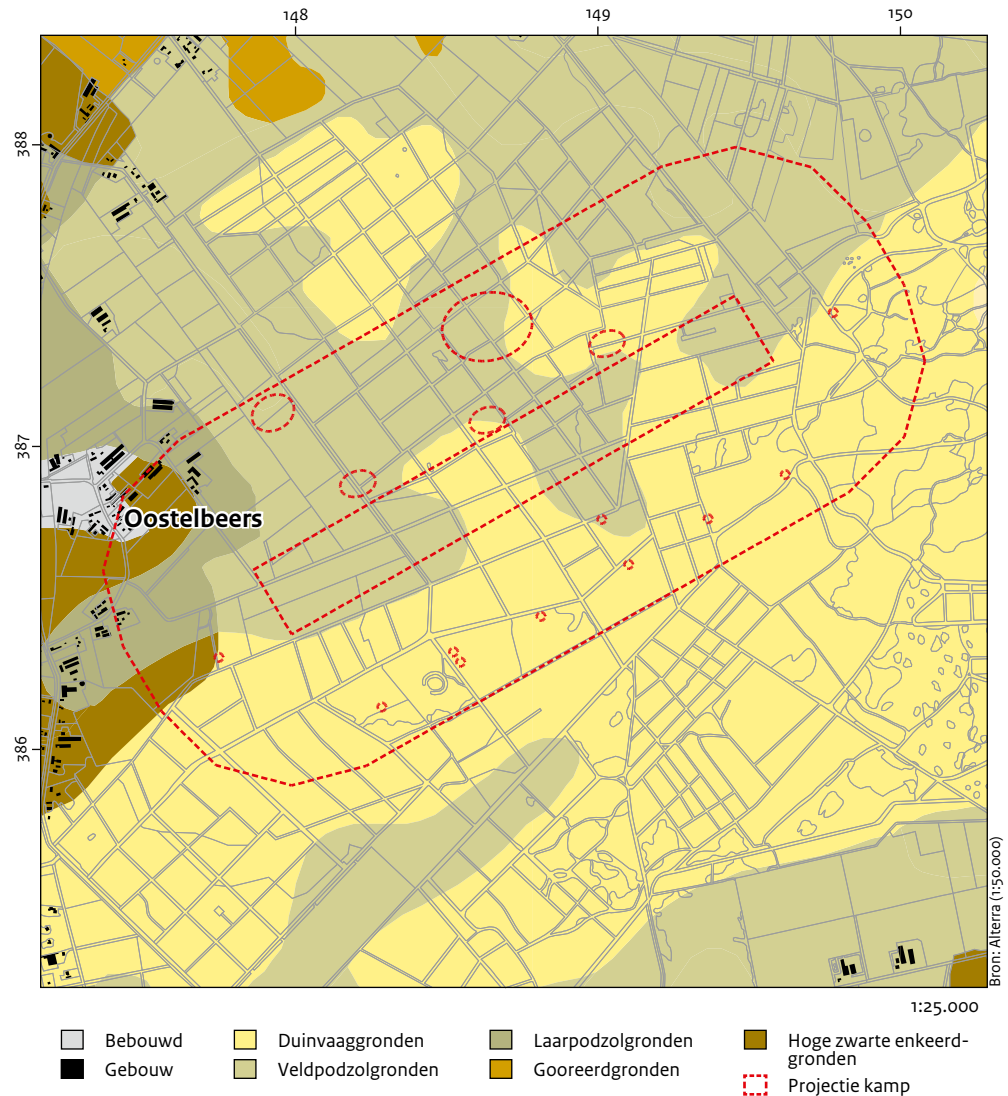 148 149 150
388
387
386
Oostelbeers
Bron: Alterra (1:50.000)
1:25.000
Bebouwd
Gebouw
Duinvaaggronden
Veldpodzolgronden
Laarpodzolgronden
Gooreerdgronden
Hoge zwarte enkeerd-
gronden
Projectie kamp